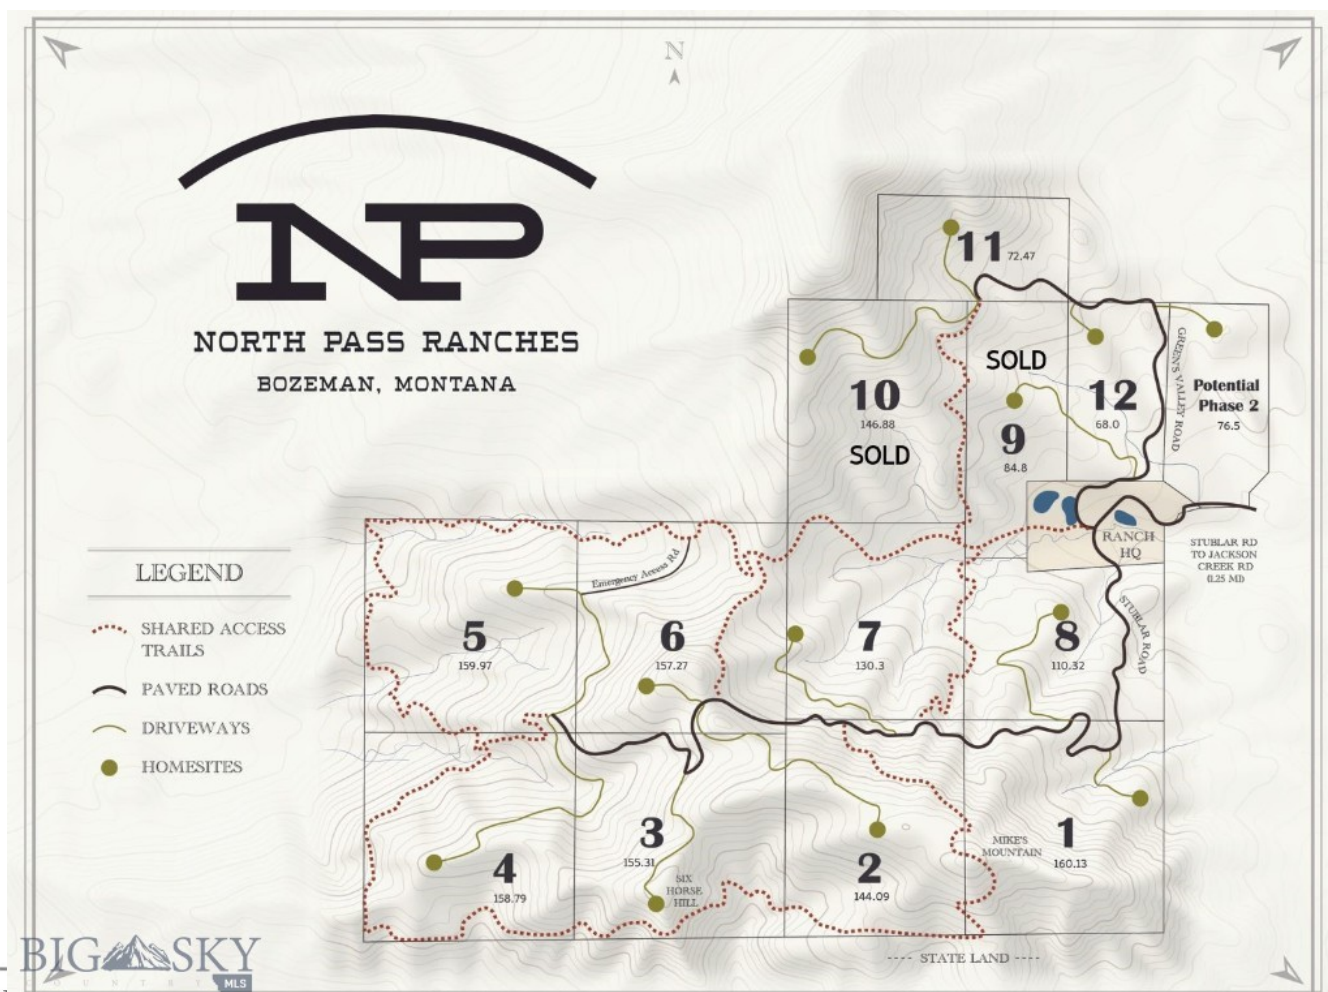 N
NP
NORTH PASS RANCHES
BOZEMAN, MONTANA
11
72.47
SOLD
10
146.88
SOLD
9
84.8
12
68.0
GREEN'S VALLEY ROAD
Potential
Phase 2
76.5
RANCH
HQ
STUBLAR RD
TO JACKSON
CREEK RD
(1.25 MI)
LEGEND
SHARED ACCESS
TRAILS
PAVED ROADS
DRIVEWAYS
HOMESITES
Emergency Access Rd
5
159.97
6
157.27
7
130.3
8
110.32
STUBLAR ROAD
4
158.79
3
155.31
SIX
HORSE
HILL
2
144.09
MIKE'S
MOUNTAIN
1
160.13
STATE LAND
BIG SKY
COUNTRY
MLS